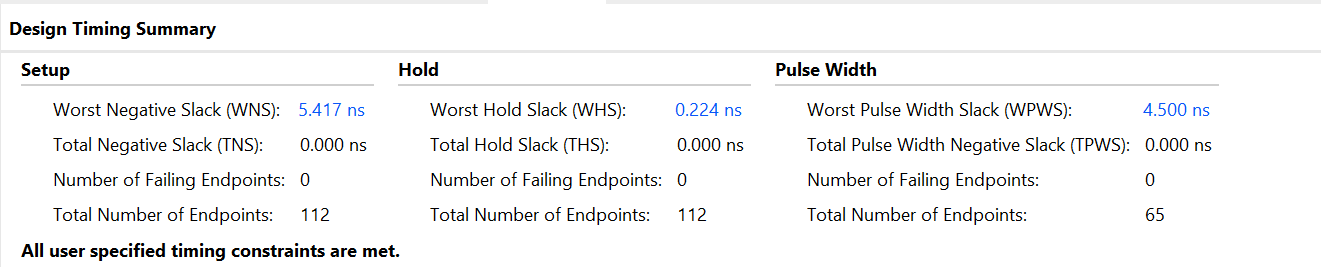 Design Timing Summary
Setup Hold Pulse Width
Worst Negative Slack (WNS): 5.417 ns Worst Hold Slack (WHS): 0.224 ns Worst Pulse Width Slack (WPWS): 4.500 ns
Total Negative Slack (TNS): 0.000 ns Total Hold Slack (THS): 0.000 ns Total Pulse Width Negative Slack (TPWS): 0.000 ns
Number of Failing Endpoints: 0 Number of Failing Endpoints: 0 Number of Failing Endpoints: 0
Total Number of Endpoints: 112 Total Number of Endpoints: 112 Total Number of Endpoints: 65
All user specified timing constraints are met.